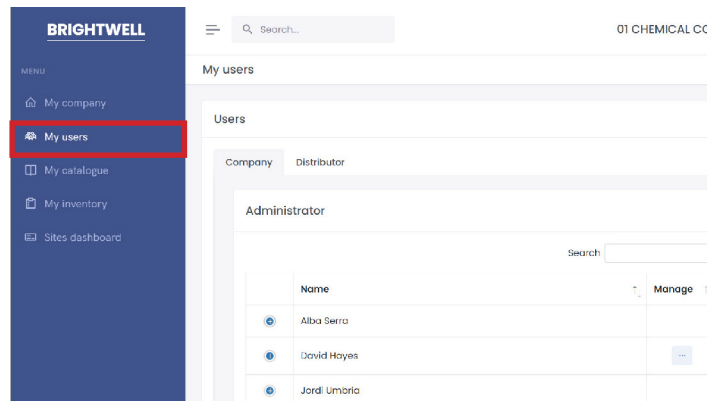 BRIGHTWELL
Search...
01 CHEMICAL CO
MENU
My users
My company
My users
My catalogue
My inventory
Sites dashboard
Users
Company
Distributor
Administrator
Search
Name
Manage
Alba Serra
David Hayes
...
Jordi Umbria